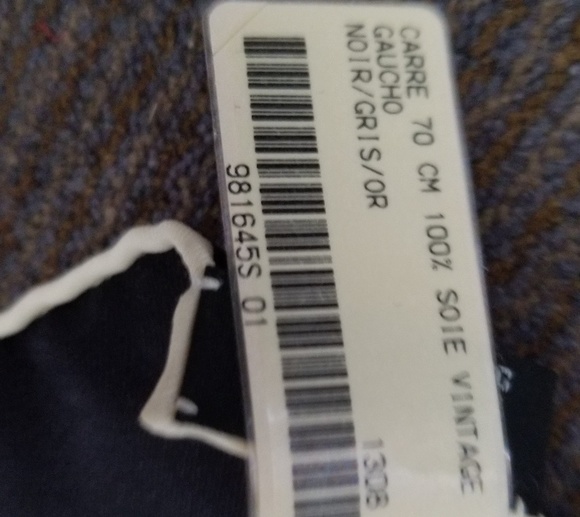 CARRE 70 CM 100% SOIE VINTAGE
GAUCHO
NOIR/GRIS/OR
1308
981645S 01